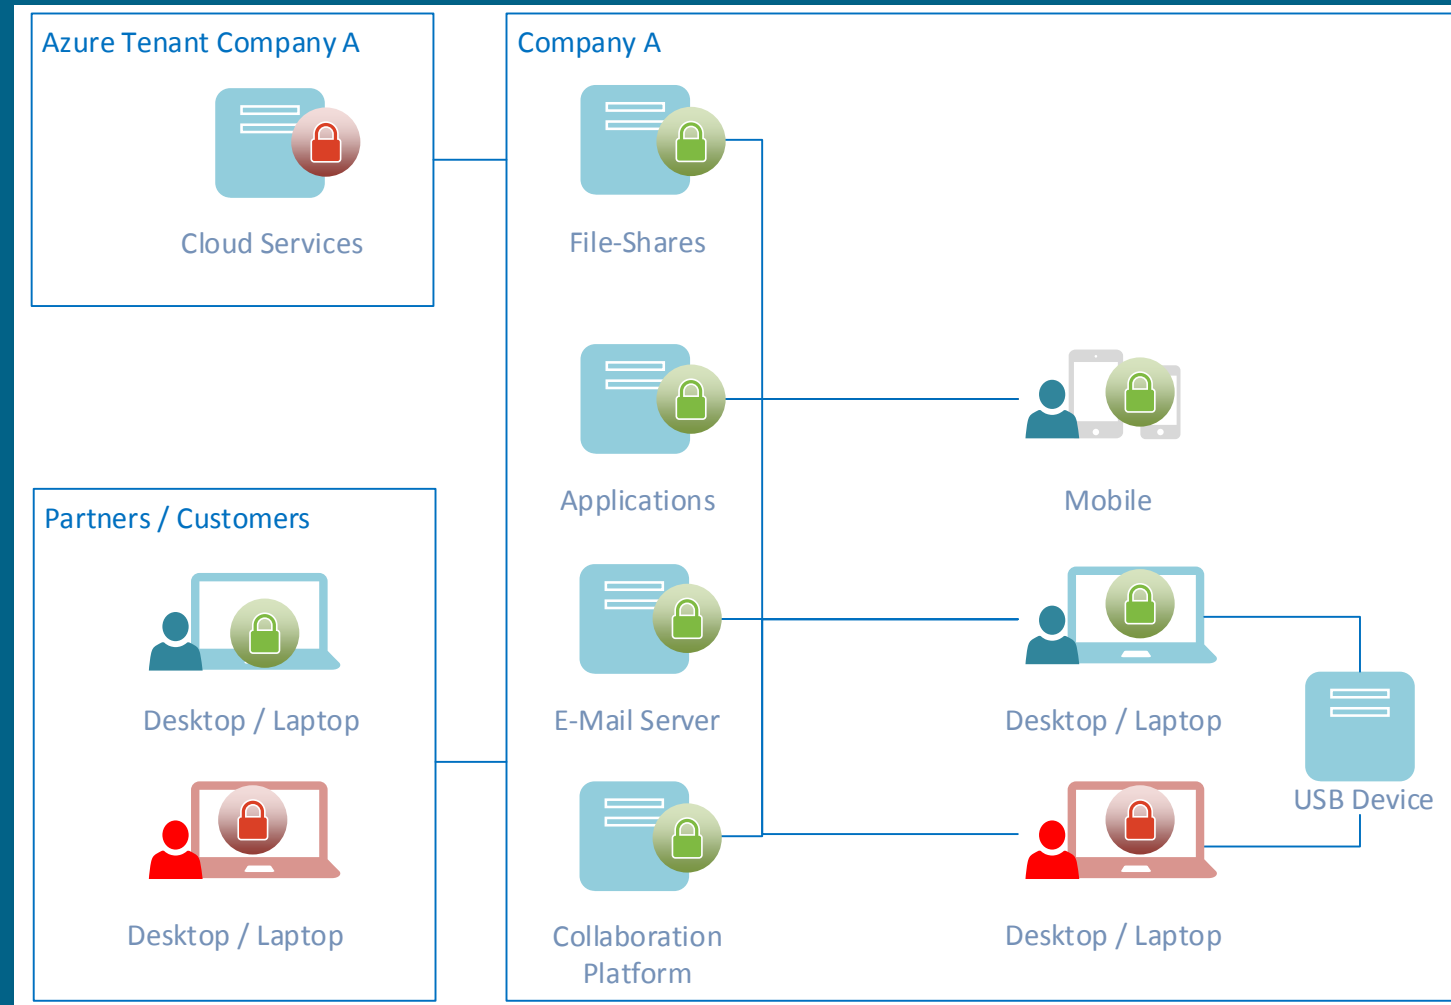 Azure Tenant Company A
Cloud Services
Partners / Customers
Desktop / Laptop
Desktop / Laptop
Company A
File-Shares
Applications
Mobile
E-Mail Server
Desktop / Laptop
USB Device
Collaboration
Platform
Desktop / Laptop